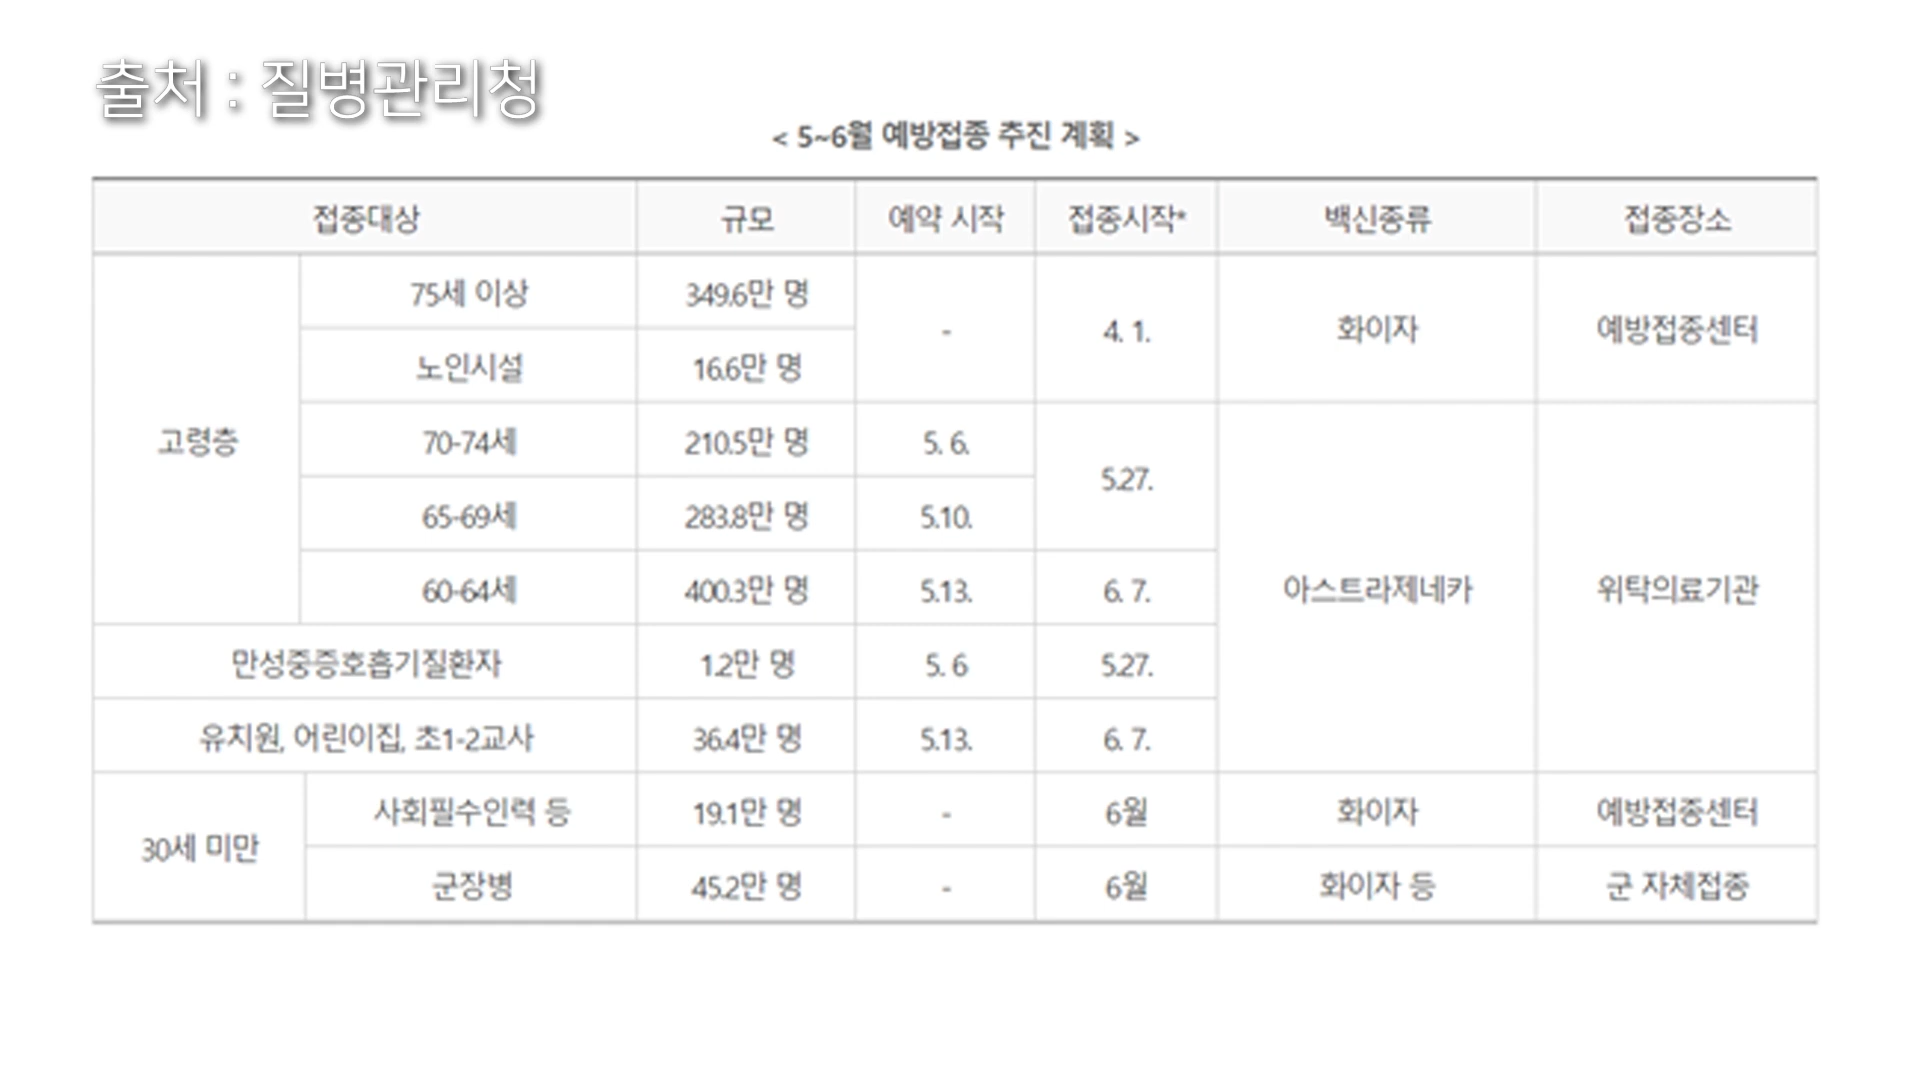 출처 : 질병관리청
< 5~6월 예방접종 추진 계획 >
접종대상 규모 예약 시작 접종시작* 백신종류 접종장소
고령층 75세 이상 349.6만 명 - 4. 1. 화이자 예방접종센터
노인시설 16.6만 명
70-74세 210.5만 명 5. 6. 5.27. 아스트라제네카 위탁의료기관
65-69세 283.8만 명 5.10.
60-64세 400.3만 명 5.13. 6. 7.
만성중증호흡기질환자 1.2만 명 5. 6 5.27.
유치원, 어린이집, 초1-2교사 36.4만 명 5.13. 6. 7.
30세 미만 사회필수인력 등 19.1만 명 - 6월 화이자 예방접종센터
군장병 45.2만 명 - 6월 화이자 등 군 자체접종